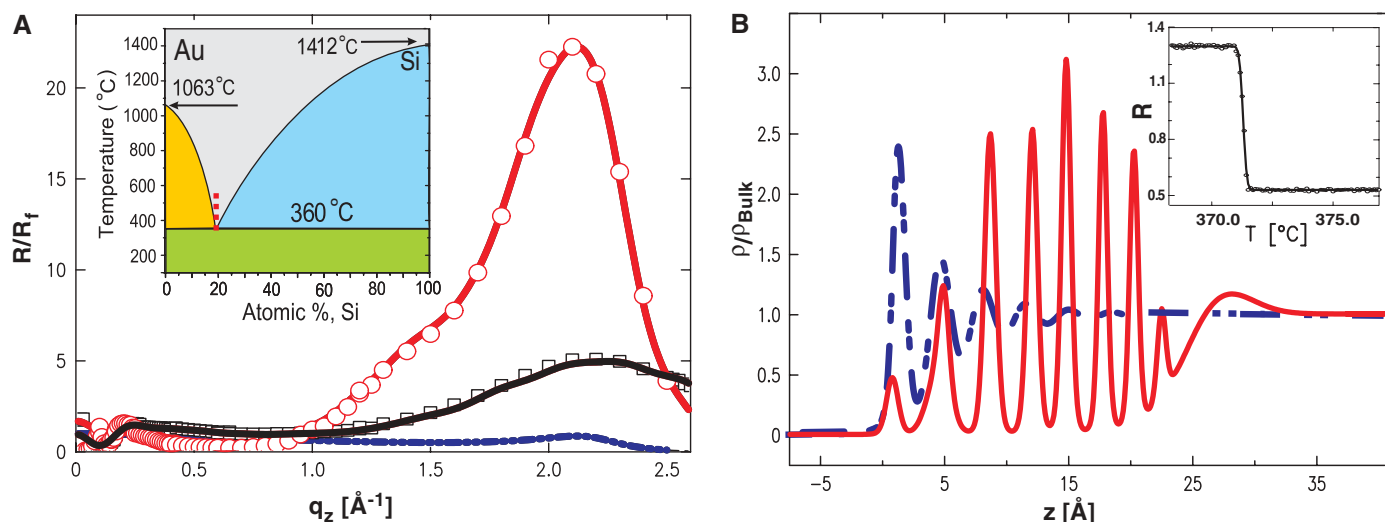 A
B
R/R_f
20
15
10
5
0
0
0.5
1.0
1.5
2.0
2.5
q_z [Å⁻¹]
Temperature (°C)
1400
1200
1000
800
600
400
200
Au
1412°C
Si
1063°C
360°C
0
20
40
60
80
100
Atomic %, Si
ρ/ρ_Bulk
3.0
2.5
2.0
1.5
1.0
0.5
0
-5
5
15
25
35
z [Å]
R
1.4
1.1
0.8
0.5
370.0
375.0
T [°C]